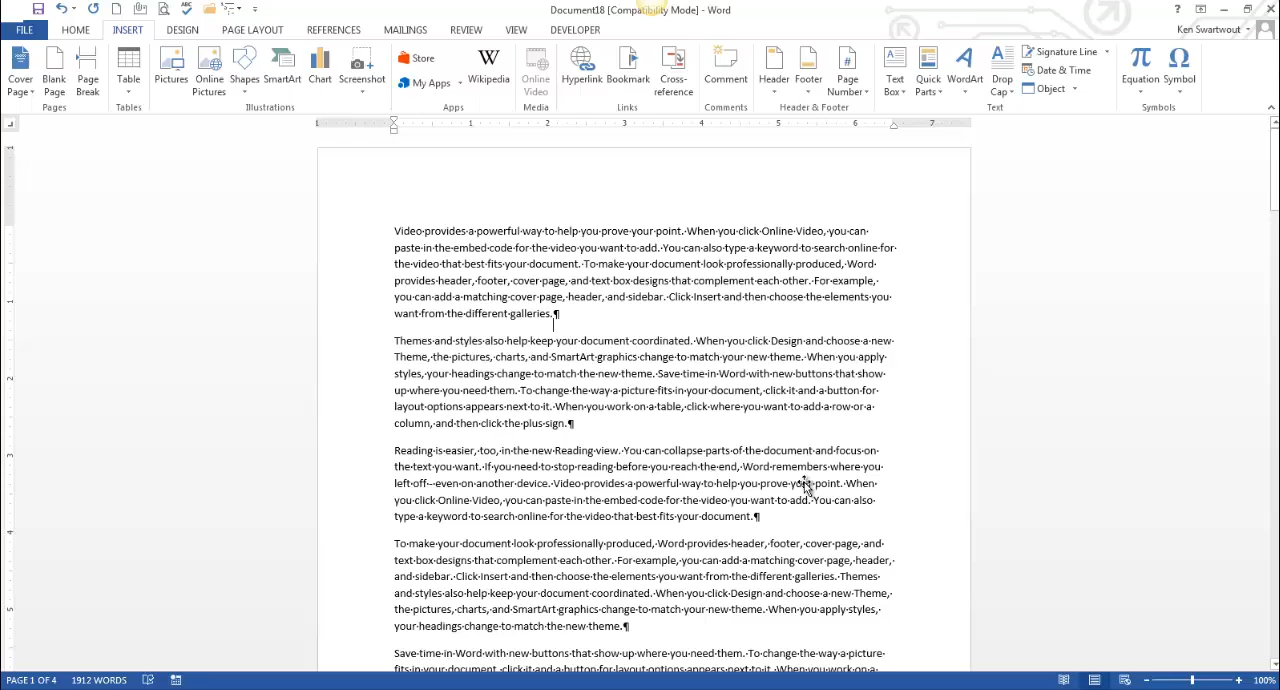 Document18 [Compatibility Mode] - Word
FILE HOME INSERT DESIGN PAGE LAYOUT REFERENCES MAILINGS REVIEW VIEW DEVELOPER Ken Swartwout
Cover Page Blank Page Page Break
Table
Pictures Online Pictures Shapes SmartArt Chart Screenshot
Store
My Apps
Wikipedia
Online Video
Hyperlink Bookmark Cross-reference
Comment
Header Footer Page Number
Text Box Quick Parts WordArt Drop Cap
Signature Line
Date & Time
Object
Equation Symbol
Pages Tables Illustrations Apps Media Links Comments Header & Footer Text Symbols
1 1 2 3 4 5 6 7
1
1
2
3
4
5
Video provides a powerful way to help you prove your point. When you click Online Video, you can
paste in the embed code for the video you want to add. You can also type a keyword to search online for
the video that best fits your document. To make your document look professionally produced, Word
provides header, footer, cover page, and text box designs that complement each other. For example,
you can add a matching cover page, header, and sidebar. Click Insert and then choose the elements you
want from the different galleries.¶
Themes and styles also help keep your document coordinated. When you click Design and choose a new
Theme, the pictures, charts, and SmartArt graphics change to match your new theme. When you apply
styles, your headings change to match the new theme. Save time in Word with new buttons that show
up where you need them. To change the way a picture fits in your document, click it and a button for
layout options appears next to it. When you work on a table, click where you want to add a row or a
column, and then click the plus sign.¶
Reading is easier, too, in the new Reading view. You can collapse parts of the document and focus on
the text you want. If you need to stop reading before you reach the end, Word remembers where you
left off-- even on another device. Video provides a powerful way to help you prove your point. When
you click Online Video, you can paste in the embed code for the video you want to add. You can also
type a keyword to search online for the video that best fits your document.¶
To make your document look professionally produced, Word provides header, footer, cover page, and
text box designs that complement each other. For example, you can add a matching cover page, header,
and sidebar. Click Insert and then choose the elements you want from the different galleries. Themes
and styles also help keep your document coordinated. When you click Design and choose a new Theme,
the pictures, charts, and SmartArt graphics change to match your new theme. When you apply styles,
your headings change to match the new theme.¶
Save time in Word with new buttons that show up where you need them. To change the way a picture
fits in your document, click it and a button for layout options appears next to it. When you work on a
PAGE 1 OF 4 1912 WORDS 100%